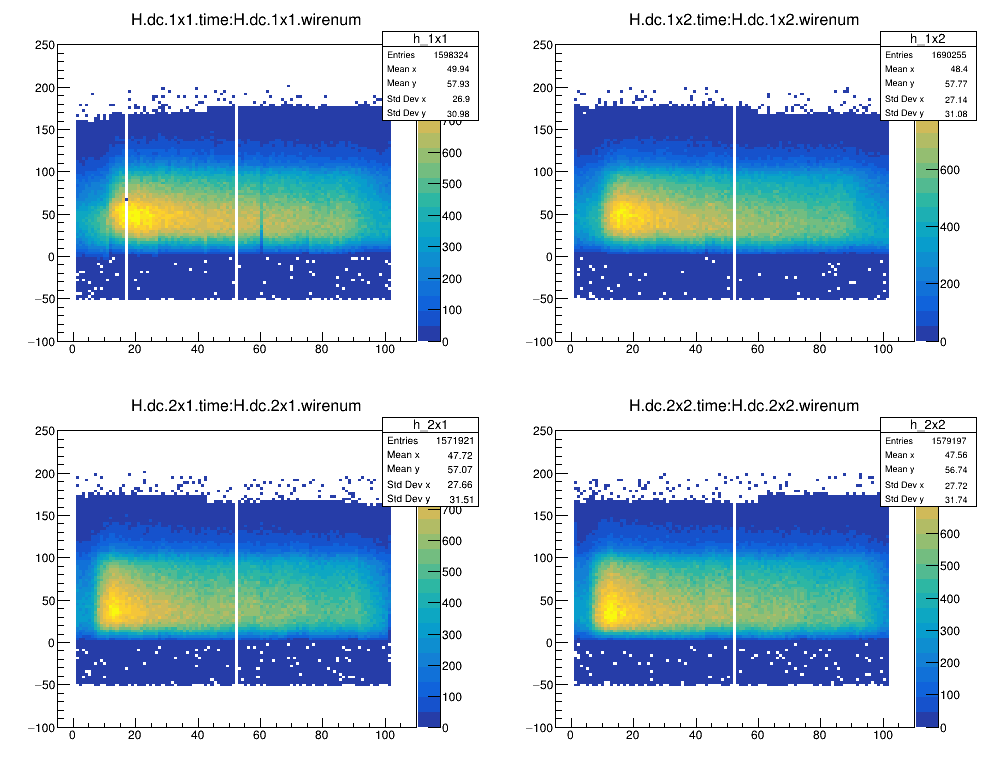 H.dc.1x1.time:H.dc.1x1.wirenum
h_1x1
Entries 1598324
Mean x 49.94
Mean y 57.93
Std Dev x 26.9
Std Dev y 30.98
250
200
150
100
50
0
−50
−100
0 20 40 60 80 100
700
600
500
400
300
200
100
0
H.dc.1x2.time:H.dc.1x2.wirenum
h_1x2
Entries 1690255
Mean x 48.4
Mean y 57.77
Std Dev x 27.14
Std Dev y 31.08
250
200
150
100
50
0
−50
−100
0 20 40 60 80 100
600
400
200
0
H.dc.2x1.time:H.dc.2x1.wirenum
h_2x1
Entries 1571921
Mean x 47.72
Mean y 57.07
Std Dev x 27.66
Std Dev y 31.51
250
200
150
100
50
0
−50
−100
0 20 40 60 80 100
700
600
500
400
300
200
100
0
H.dc.2x2.time:H.dc.2x2.wirenum
h_2x2
Entries 1579197
Mean x 47.56
Mean y 56.74
Std Dev x 27.72
Std Dev y 31.74
250
200
150
100
50
0
−50
−100
0 20 40 60 80 100
600
500
400
300
200
100
0